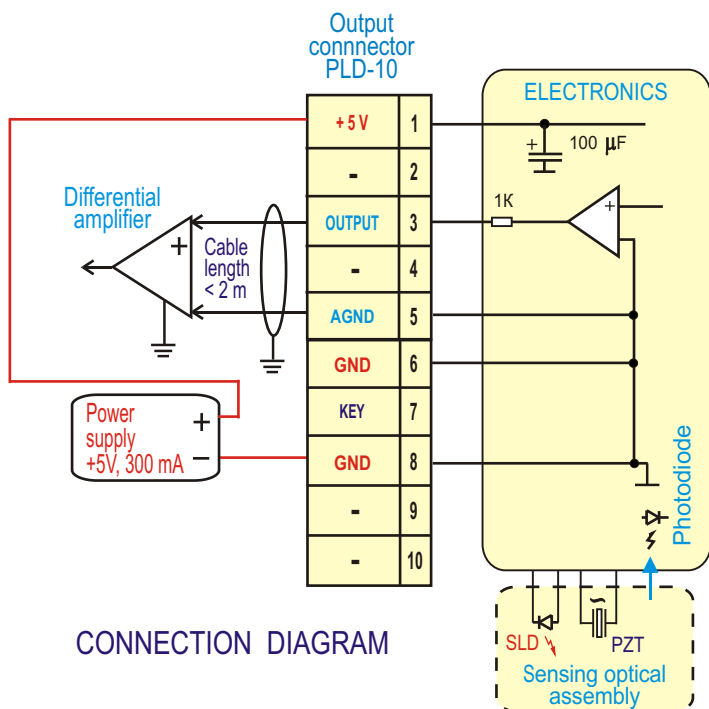 Output
connnector
PLD-10
ELECTRONICS
+ 5 V 1
+ 100 µF
- 2
Differential
amplifier
1K
+
Cable
length
< 2 m
OUTPUT 3
+
- 4
AGND 5
GND 6
KEY 7
Power
supply
+5V, 300 mA
+
−
GND 8
- 9
- 10
Photodiode
CONNECTION DIAGRAM
SLD
~
PZT
Sensing optical
assembly